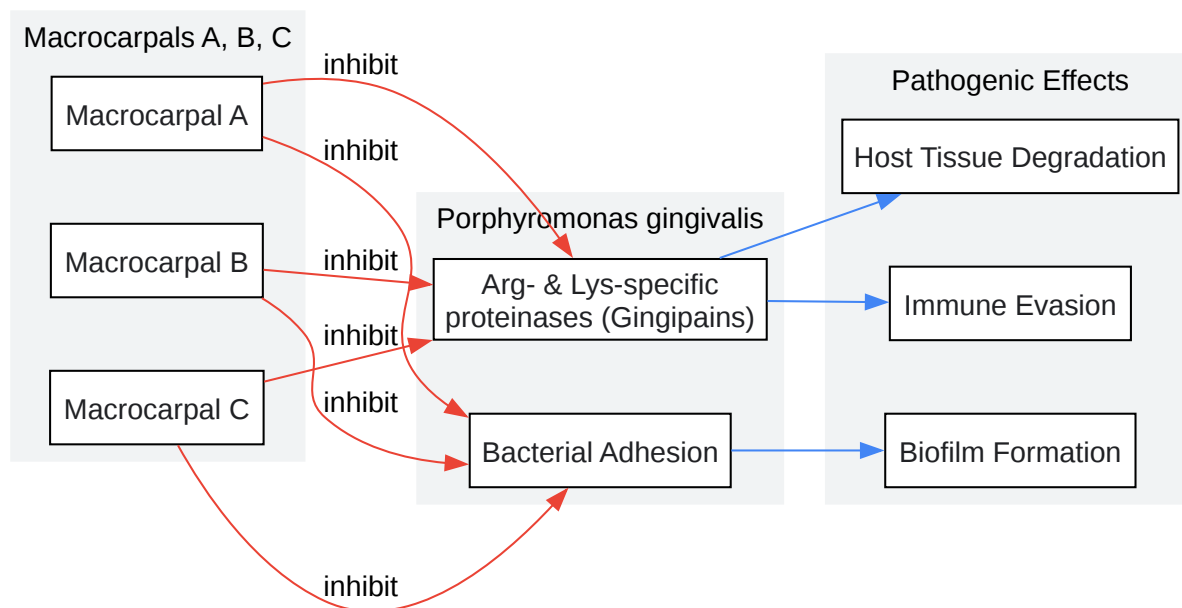 Macrocarpals A, B, C
Macrocarpal A
Macrocarpal B
Macrocarpal C
inhibit
inhibit
inhibit
inhibit
inhibit
inhibit
Porphyromonas gingivalis
Arg- & Lys-specific
proteinases (Gingipains)
Bacterial Adhesion
Pathogenic Effects
Host Tissue Degradation
Immune Evasion
Biofilm Formation